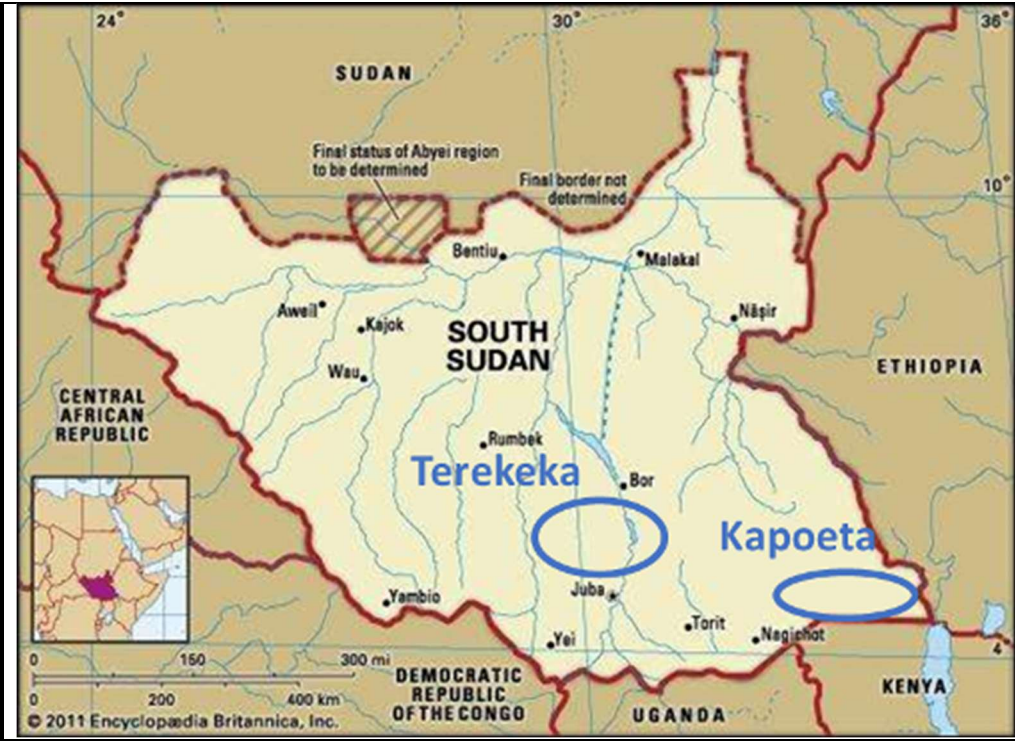 24°
30°
36°
SUDAN
Final status of Abyei region
to be determined
Final border not
determined
10°
Bentiu
Malakal
Aweil
Kajok
Nāşir
SOUTH
SUDAN
Wau
ETHIOPIA
CENTRAL
AFRICAN
REPUBLIC
Rumbek
Terekeka
Bor
Kapoeta
Juba
Yambio
Torit
Yei
Nagichot
4
0 150 300 mi
0 200 400 km
DEMOCRATIC
REPUBLIC
OF THE CONGO
KENYA
UGANDA
© 2011 Encyclopædia Britannica, Inc.